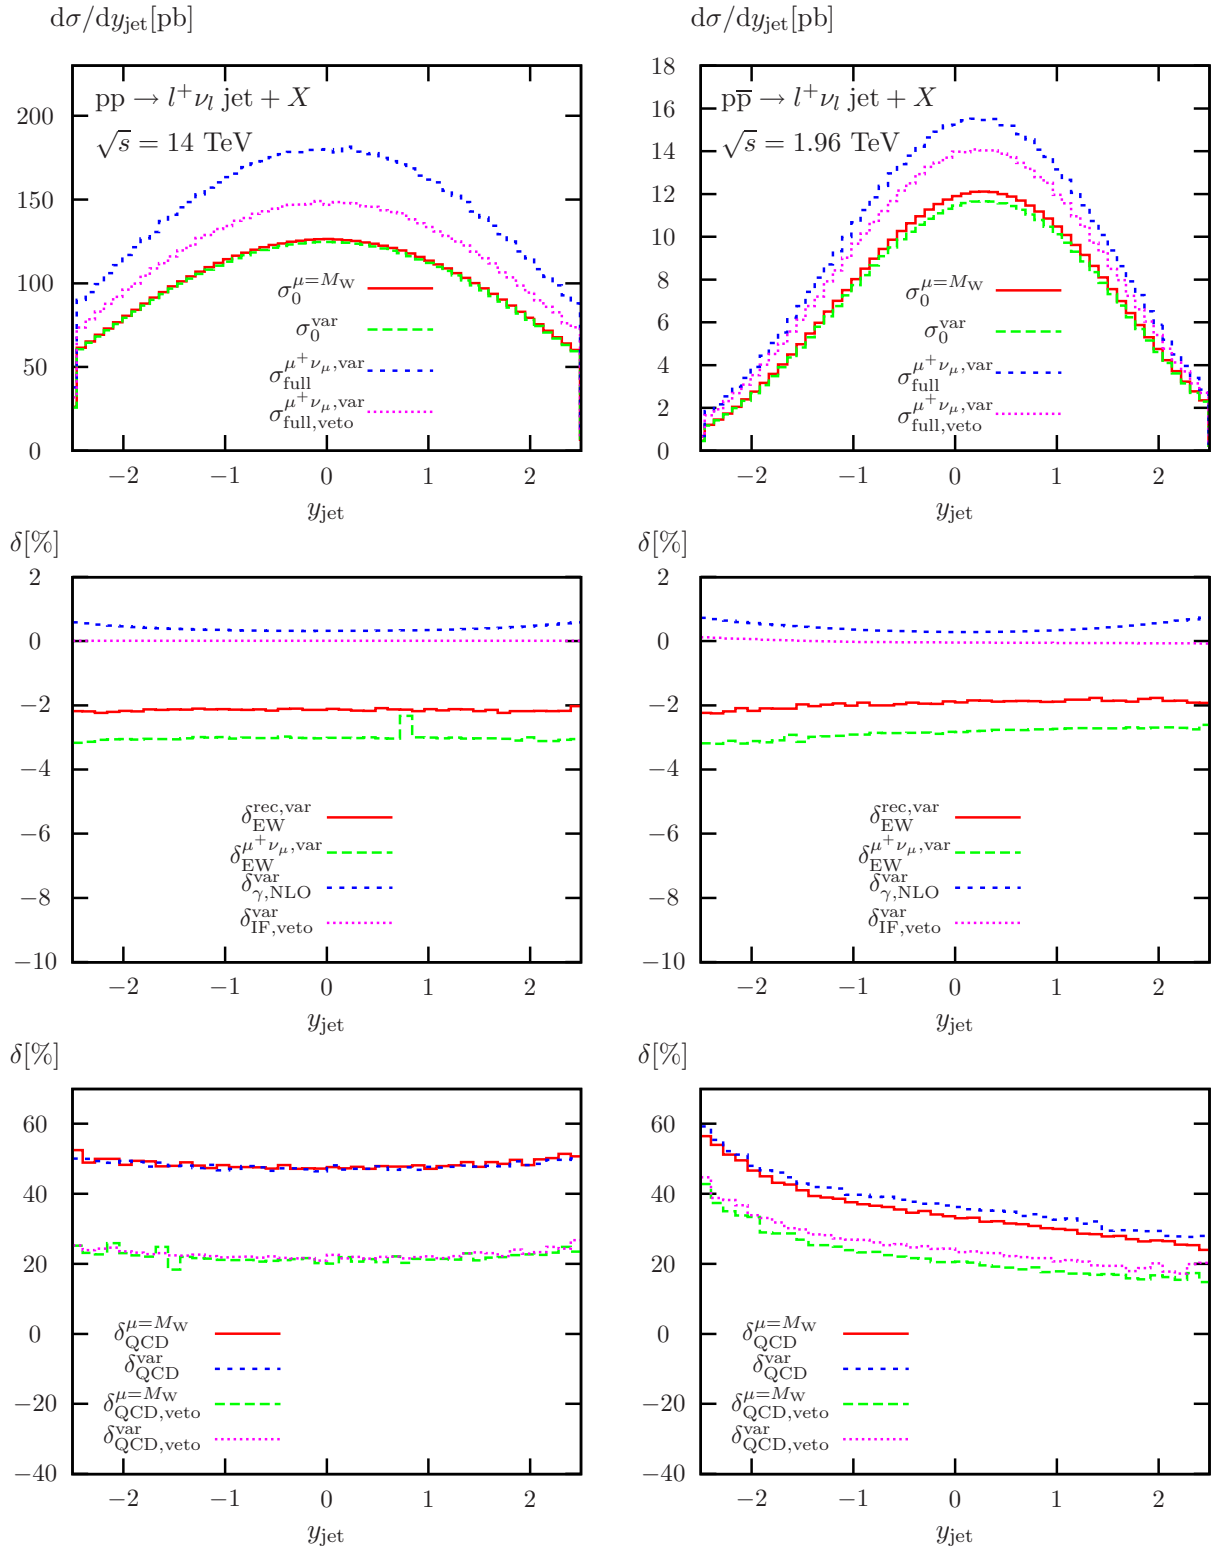 dσ/dy_jet[pb]
pp → l⁺ν_l jet + X
√s = 14 TeV
200
150
100
50
0
σ_0^{μ=M_W}
σ_0^{var}
σ_full^{μ⁺ν_μ,var}
σ_full,veto^{μ⁺ν_μ,var}
−2 −1 0 1 2
y_jet
dσ/dy_jet[pb]
pp̅ → l⁺ν_l jet + X
√s = 1.96 TeV
18
16
14
12
10
8
6
4
2
0
σ_0^{μ=M_W}
σ_0^{var}
σ_full^{μ⁺ν_μ,var}
σ_full,veto^{μ⁺ν_μ,var}
−2 −1 0 1 2
y_jet
δ[%]
2
0
−2
−4
−6
−8
−10
δ_EW^{rec,var}
δ_EW^{μ⁺ν_μ,var}
δ_γ,NLO^{var}
δ_IF,veto^{var}
−2 −1 0 1 2
y_jet
δ[%]
2
0
−2
−4
−6
−8
−10
δ_EW^{rec,var}
δ_EW^{μ⁺ν_μ,var}
δ_γ,NLO^{var}
δ_IF,veto^{var}
−2 −1 0 1 2
y_jet
δ[%]
60
40
20
0
−20
−40
δ_QCD^{μ=M_W}
δ_QCD^{var}
δ_QCD,veto^{μ=M_W}
δ_QCD,veto^{var}
−2 −1 0 1 2
y_jet
δ[%]
60
40
20
0
−20
−40
δ_QCD^{μ=M_W}
δ_QCD^{var}
δ_QCD,veto^{μ=M_W}
δ_QCD,veto^{var}
−2 −1 0 1 2
y_jet